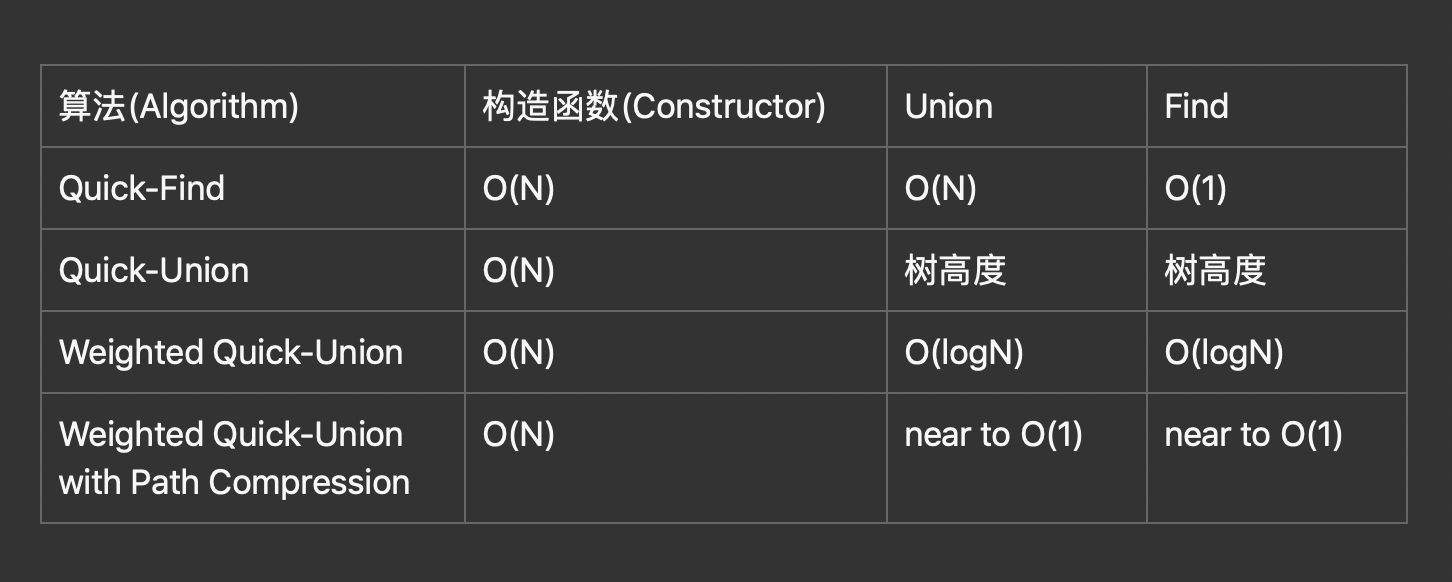 算法(Algorithm) 构造函数(Constructor) Union Find
Quick-Find O(N) O(N) O(1)
Quick-Union O(N) 树高度 树高度
Weighted Quick-Union O(N) O(logN) O(logN)
Weighted Quick-Union O(N) near to O(1) near to O(1)
with Path Compression